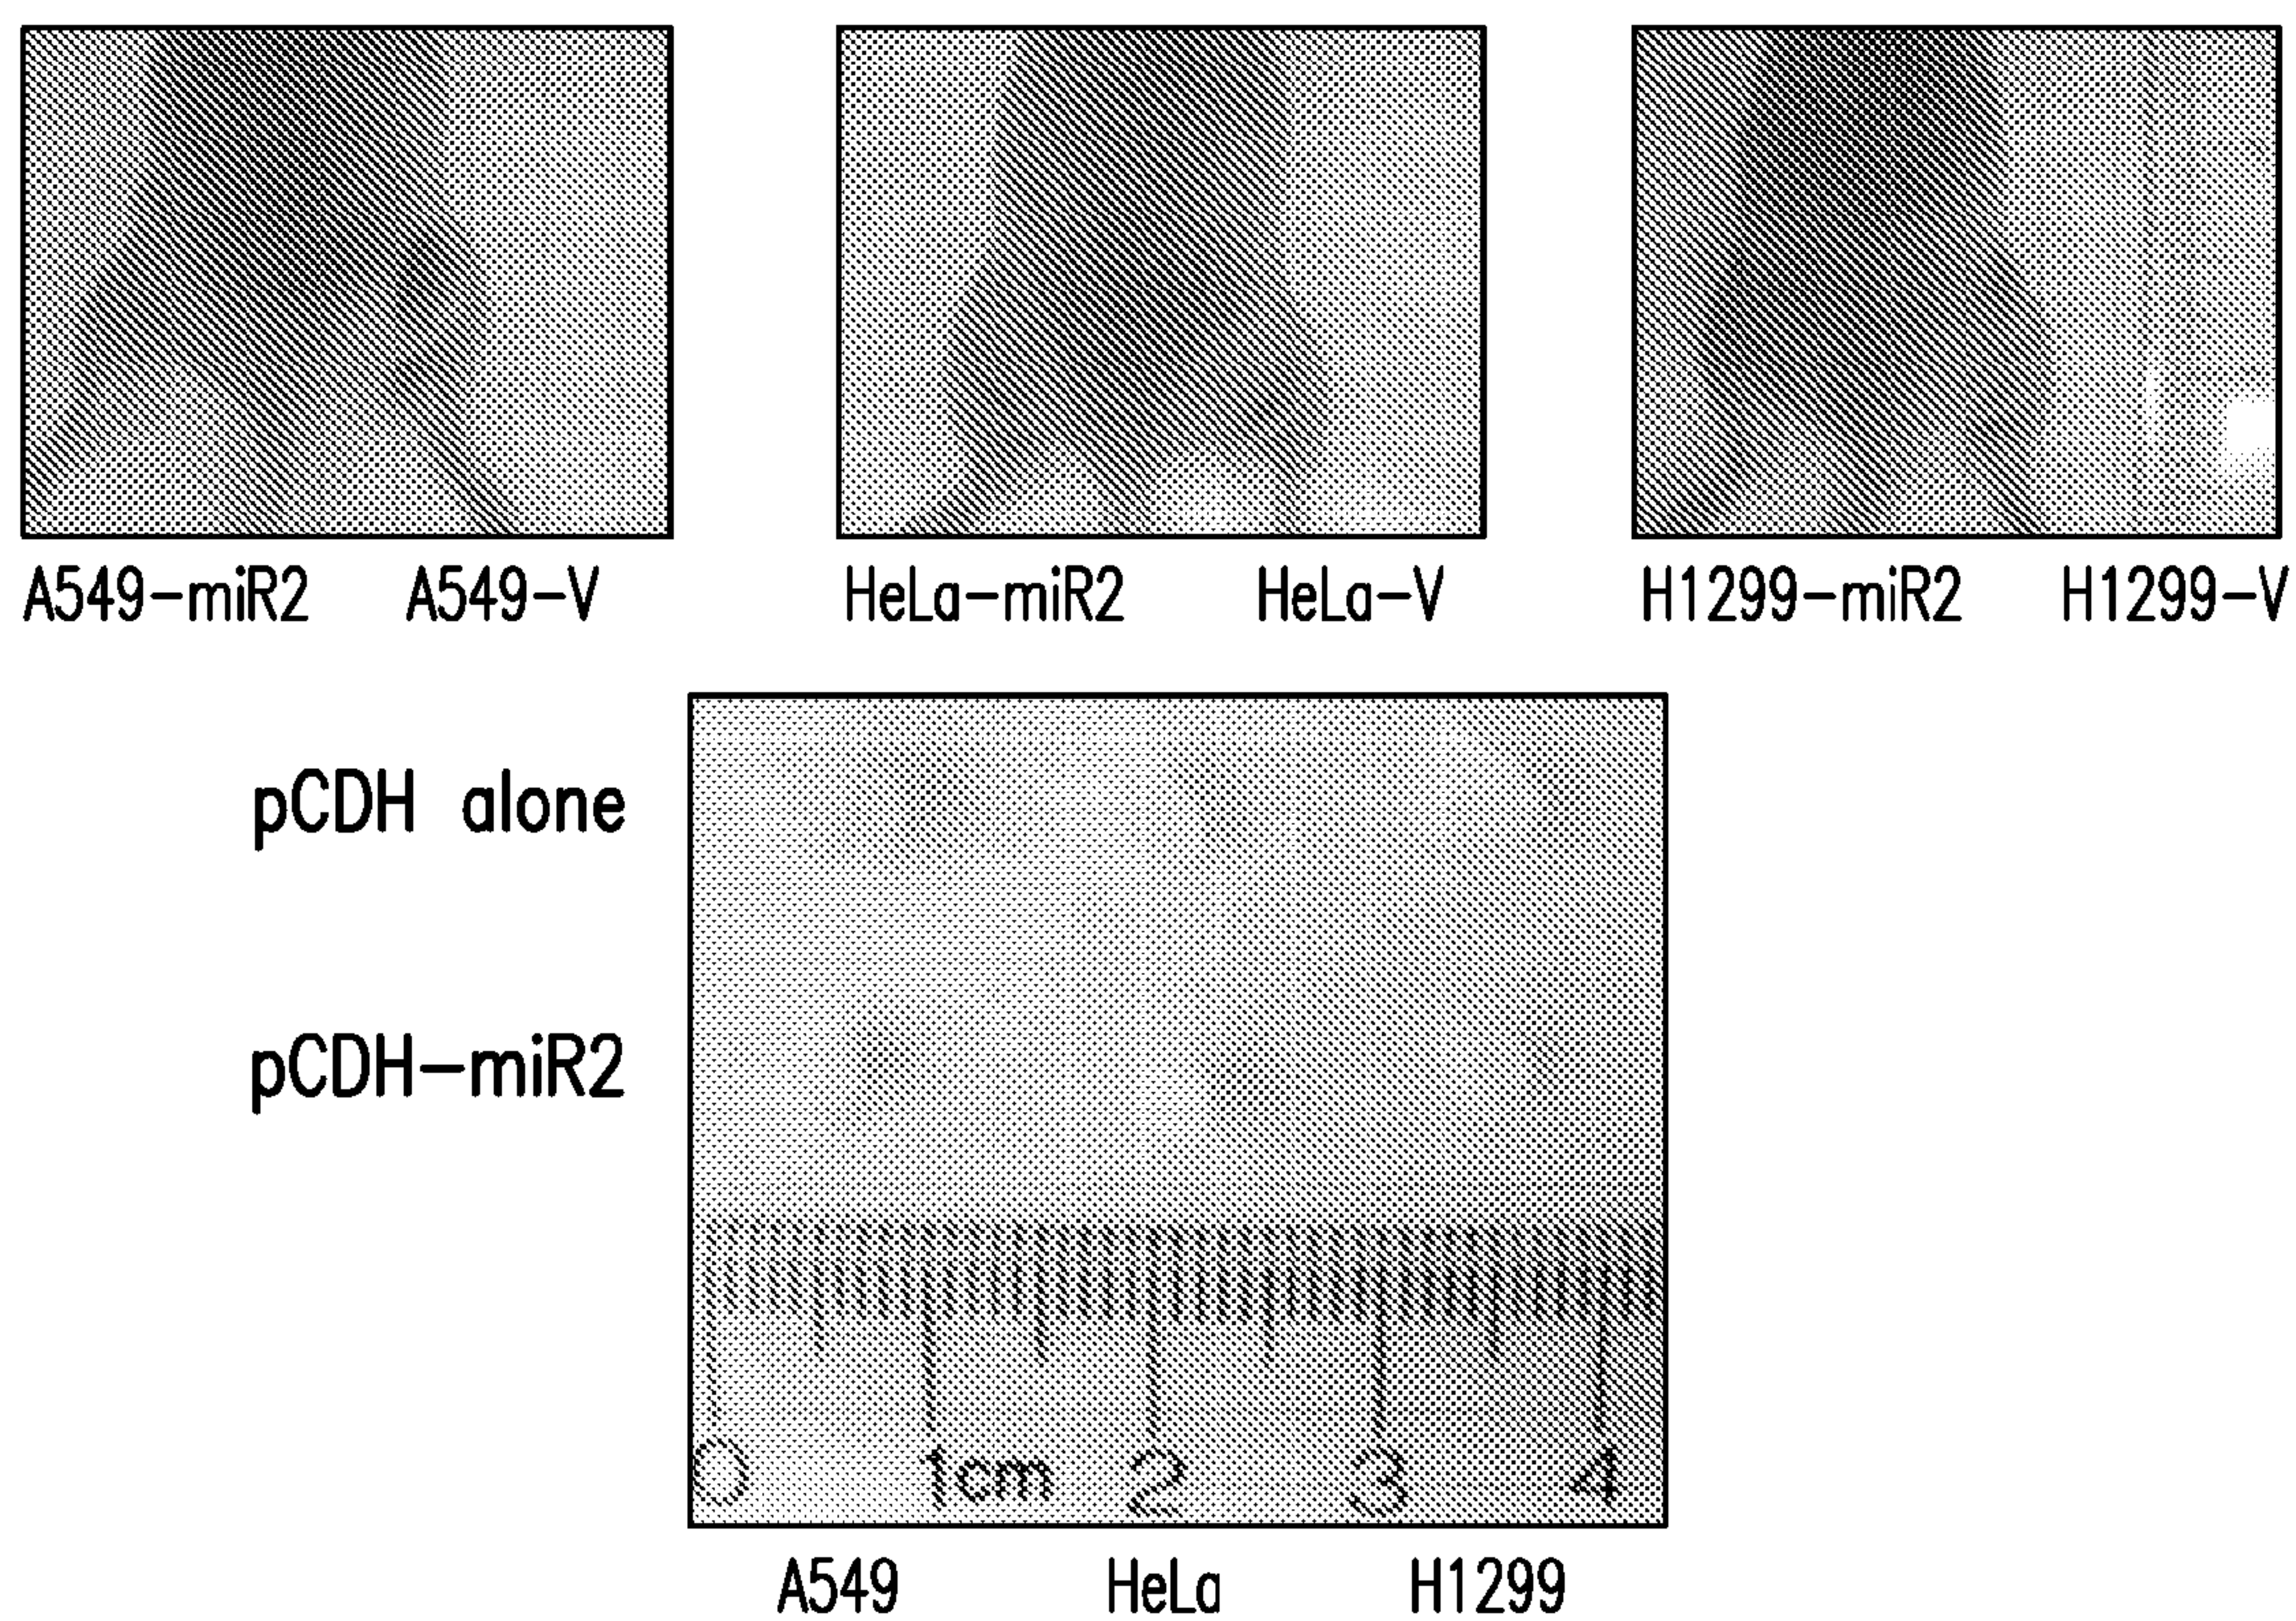 A549-miR2 A549-V
HeLa-miR2 HeLa-V
H1299-miR2 H1299-V
pCDH alone
pCDH-miR2
0 1cm 2 3 4
A549 HeLa H1299